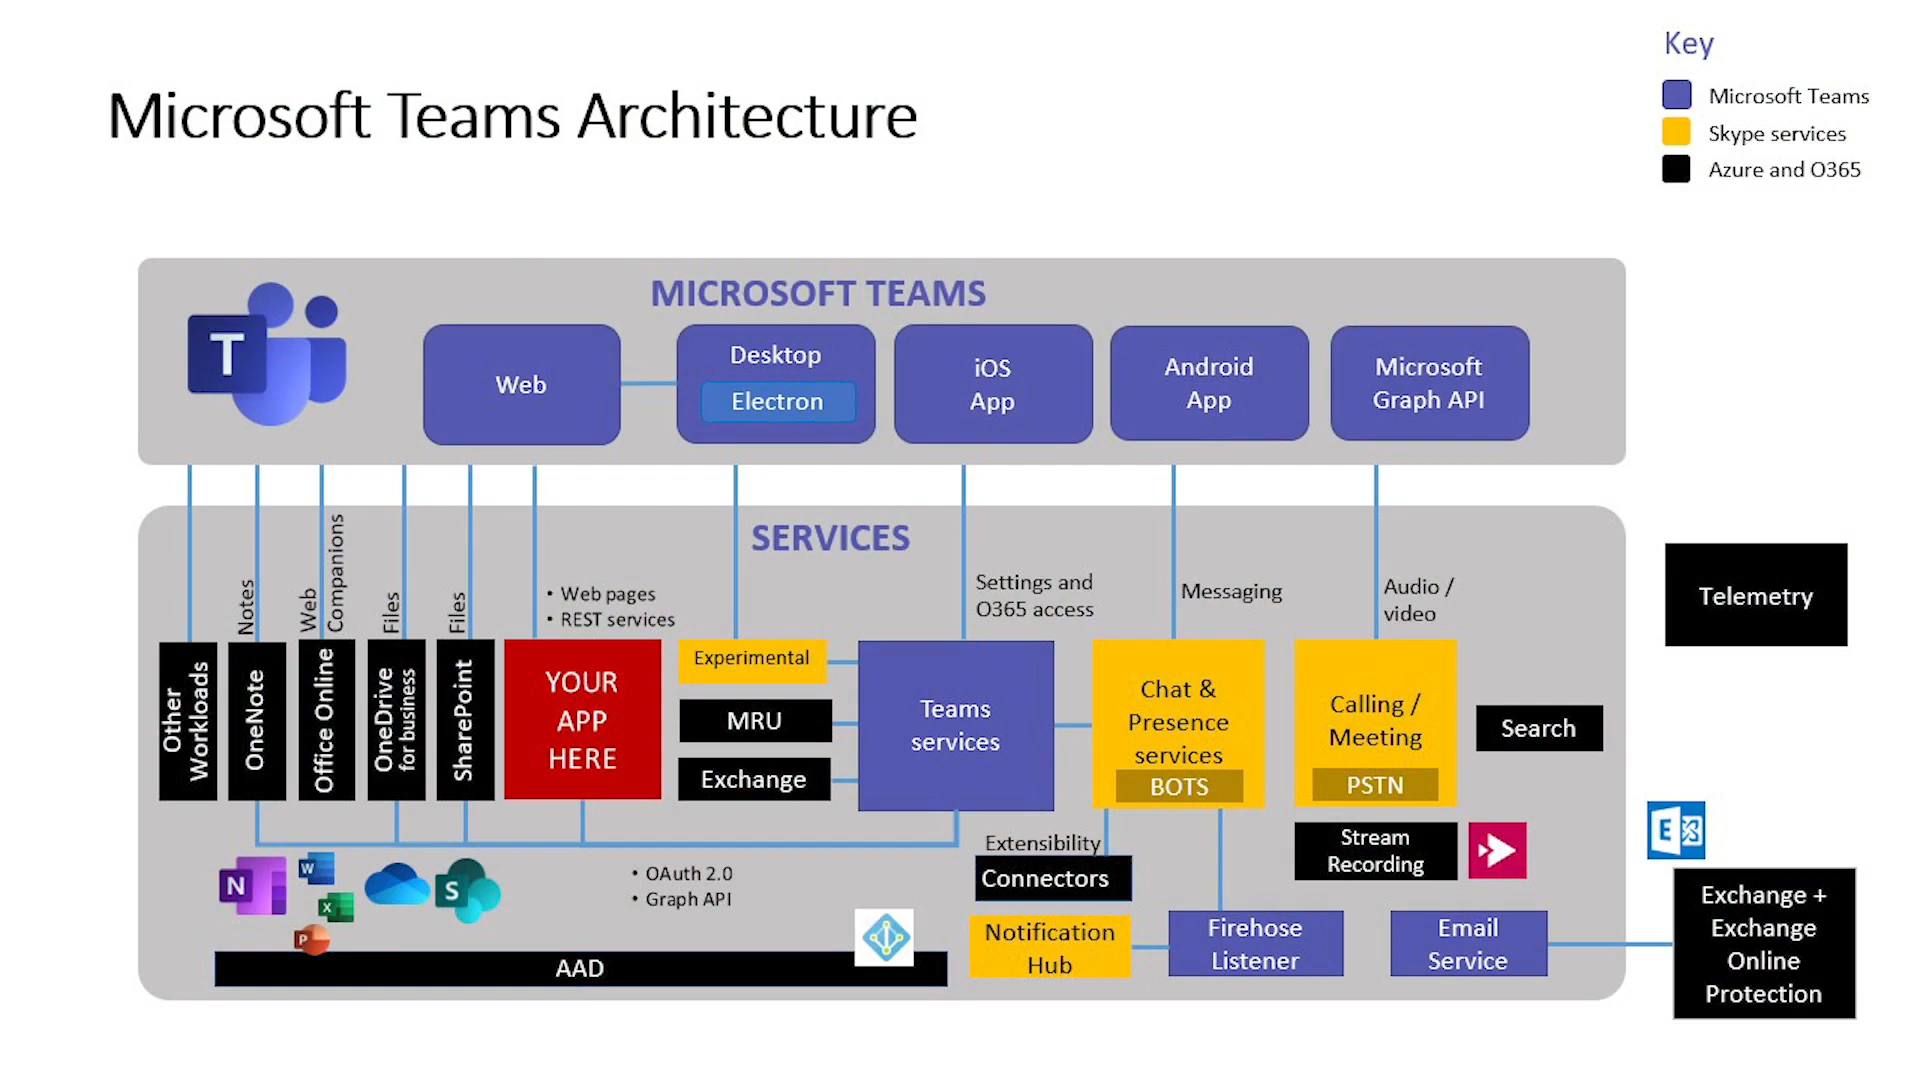 Key
Microsoft Teams
Skype services
Azure and O365
Microsoft Teams Architecture
MICROSOFT TEAMS
T
Web
Desktop
Electron
iOS
App
Android
App
Microsoft
Graph API
SERVICES
Notes
Web
Companions
Files
Files
• Web pages
• REST services
Settings and
O365 access
Messaging
Audio /
video
Telemetry
Other
Workloads
OneNote
Office Online
OneDrive
for business
SharePoint
YOUR
APP
HERE
Experimental
MRU
Exchange
Teams
services
Chat &
Presence
services
BOTS
Calling /
Meeting
PSTN
Search
Stream
Recording
Extensibility
Connectors
• OAuth 2.0
• Graph API
N
W
X
P
S
E
AAD
Notification
Hub
Firehose
Listener
Email
Service
Exchange +
Exchange
Online
Protection